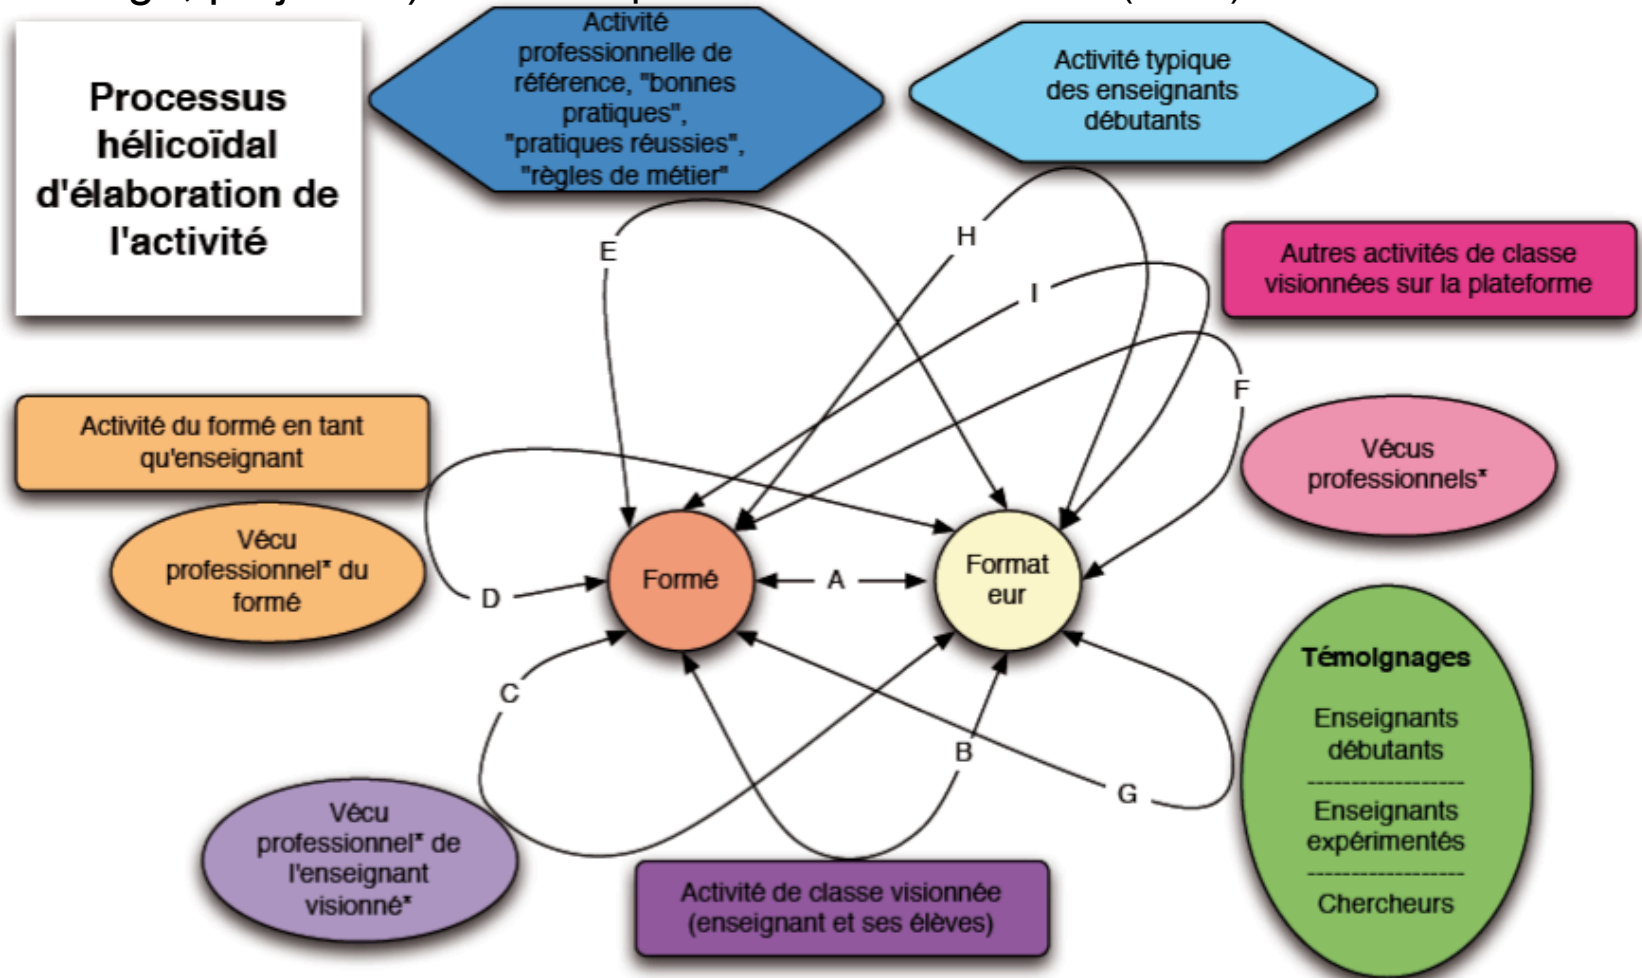 Processus
hélicoïdal
d'élaboration de
l'activité
Activité
professionnelle de
référence, "bonnes
pratiques",
"pratiques réussies",
"règles de métier"
Activité typique
des enseignants
débutants
E
H
I
Autres activités de classe
visionnées sur la plateforme
F
Activité du formé en tant
qu'enseignant
Vécus
professionnels*
Vécu
professionnel* du
formé
D
Formé
A
Format
eur
C
B
G
Témoignages
Enseignants
débutants
------------------
Enseignants
expérimentés
------------------
Chercheurs
Vécu
professionnel* de
l'enseignant
visionné*
Activité de classe visionnée
(enseignant et ses élèves)